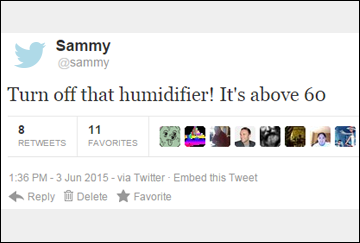 Sammy
@sammy
Turn off that humidifier! It's above 60
8 11
RETWEETS FAVORITES
1:36 PM - 3 Jun 2015 - via Twitter · Embed this Tweet
Reply Delete Favorite